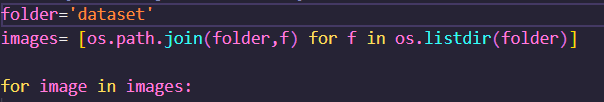 folder='dataset'
images= [os.path.join(folder,f) for f in os.listdir(folder)]
for image in images: